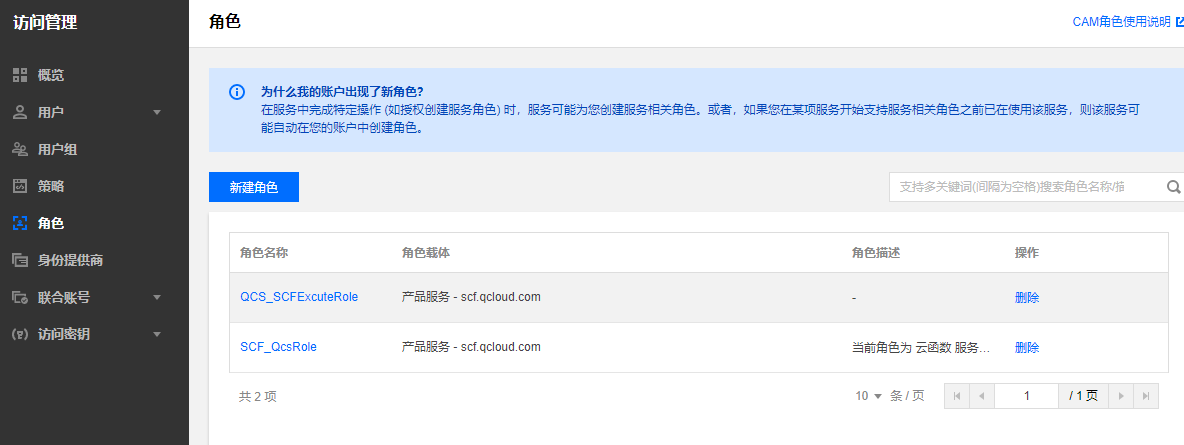 访问管理
概览
用户
用户组
策略
角色
身份提供商
联合账号
访问密钥
角色
CAM角色使用说明
为什么我的账户出现了新角色?
在服务中完成特定操作 (如授权创建服务角色) 时，服务可能为您创建服务相关角色。或者，如果您在某项服务开始支持服务相关角色之前已在使用该服务，则该服务可
能自动在您的账户中创建角色。
新建角色
支持多关键词(间隔为空格)搜索角色名称/描
角色名称 角色载体 角色描述 操作
QCS_SCFExcuteRole 产品服务 - scf.qcloud.com - 删除
SCF_QcsRole 产品服务 - scf.qcloud.com 当前角色为 云函数 服务… 删除
共 2 项 10 条 / 页 1 / 1 页